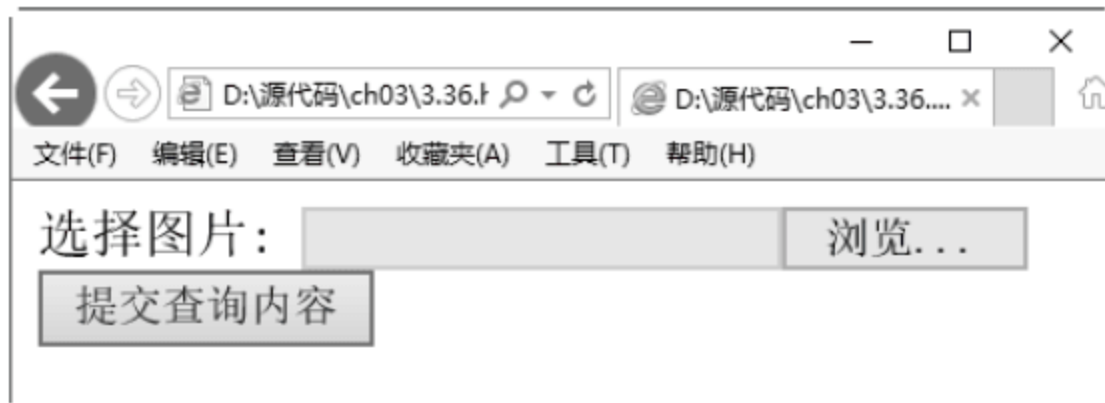 D:\源代码\ch03\3.36.h D:\源代码\ch03\3.36....
文件(F) 编辑(E) 查看(V) 收藏夹(A) 工具(T) 帮助(H)
选择图片: 浏览...
提交查询内容